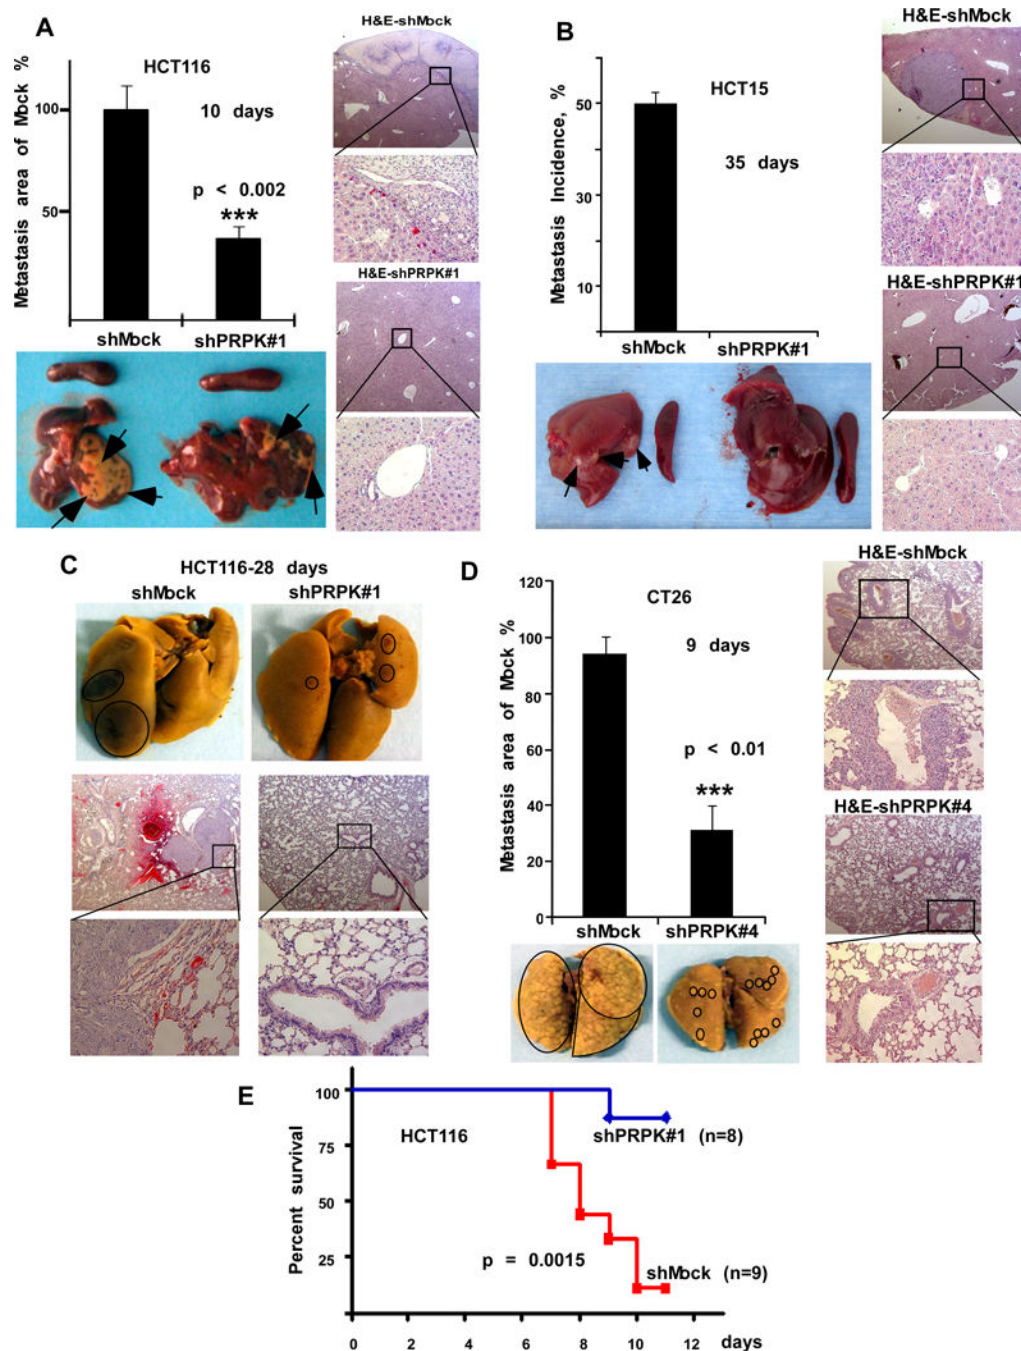 A
HCT116
10 days
p < 0.002
***
Metastasis area of Mock %
100
50
shMock
shPRPK#1
H&E-shMock
H&E-shPRPK#1
B
HCT15
35 days
Metastasis Incidence, %
50
30
10
shMock
shPRPK#1
H&E-shMock
H&E-shPRPK#1
C
HCT116-28 days
shMock
shPRPK#1
D
CT26
9 days
p < 0.01
***
Metastasis area of Mock %
120
100
80
60
40
20
0
shMock
shPRPK#4
H&E-shMock
H&E-shPRPK#4
E
HCT116
Percent survival
100
75
50
25
shPRPK#1 (n=8)
p = 0.0015
shMock (n=9)
0
2
4
6
8
10
12
days